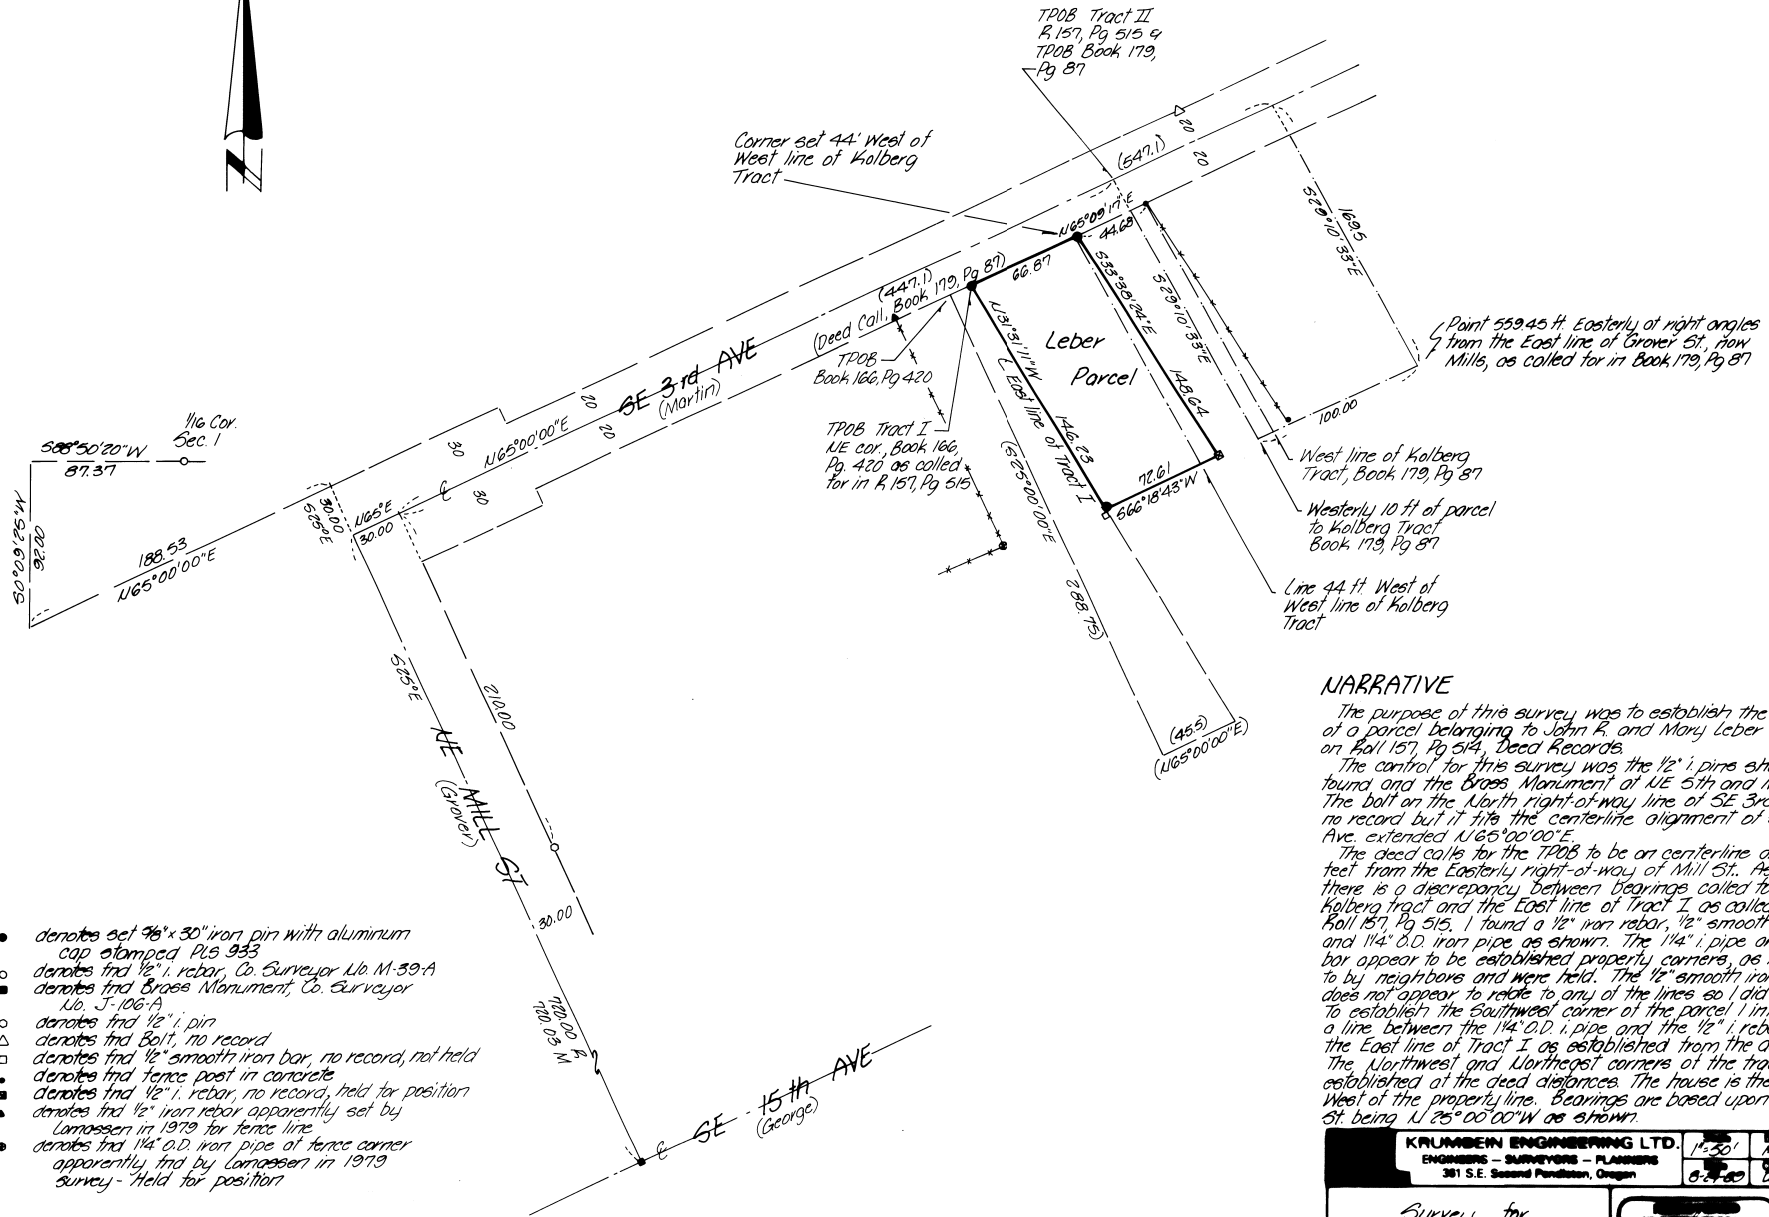 TPOB Tract II
R 157, Pg 515 &
TPOB Book 179,
Pg 87
Corner set 44' West of
West line of Kolberg
Tract
N
20
20
(547.1)
N65°09'17"E
44.68
66.87
(447.1)
(Deed Call, Book 179, Pg 87)
S29°10'33"E
169.5
S29°10'33"E
S33°38'24"E
148.64
Leber
Parcel
N31°31'11"W
℄ East line of Tract I
146.23
72.61
S66°18'43"W
100.00
Point 559.45 ft. Easterly at right angles
from the East line of Grover St., now
Mills, as called for in Book 179, Pg 87
TPOB
Book 166, Pg 420
TPOB Tract I
NE cor., Book 166,
Pg. 420 as called
for in R 157, Pg 515
SE 3rd AVE
(Martin)
20
20
N65°00'00"E
℄
30
30
1/16 Cor.
Sec. 1
S88°50'20"W
87.37
92.00
S0°09'26"W
188.53
N65°00'00"E
30.00
S25°E
N65°E
30.00
(S25°00'00"E
288.75)
(45.5)
(N65°00'00"E)
West line of Kolberg
Tract, Book 179, Pg 87
Westerly 10 ft of parcel
to Kolberg Tract
Book 179, Pg 87
Line 44 ft. West of
West line of Kolberg
Tract
S25°E
210.00
NE MILL ST
(Grover)
30.00
720.00 R
720.03 M
℄ SE 15th AVE
(George)
denotes set 5/8" x 30" iron pin with aluminum
cap stamped PLS 933
denotes fnd 1/2" i. rebar, Co. Surveyor No. M-39-A
denotes fnd Brass Monument, Co. Surveyor
No. J-106-A
denotes fnd 1/2" i. pin
denotes fnd Bolt, no record
denotes fnd 1/2" smooth iron bar, no record, not held
denotes fnd fence post in concrete
denotes fnd 1/2" i. rebar, no record, held for position
denotes fnd 1/2" iron rebar apparently set by
Lomassen in 1979 for fence line
denotes fnd 1 1/4" O.D. iron pipe at fence corner
apparently fnd by Lomassen in 1979
survey - Held for position
NARRATIVE
The purpose of this survey was to establish the
of a parcel belonging to John R. and Mary Leber
on Roll 157, Pg 514, Deed Records.
The control for this survey was the 1/2" i. pins
found and the Brass Monument at NE 5th and
The bolt on the North right-of-way line of SE 3rd
no record but it fits the centerline alignment of
Ave. extended N65°00'00"E.
The deed calls for the TPOB to be on centerline
feet from the Easterly right-of-way of Mill St..
there is a discrepancy between bearings called
Kolberg tract and the East line of Tract I as called
Roll 157, Pg 515. I found a 1/2" iron rebar, 1/2" smooth
and 1 1/4" O.D. iron pipe as shown. The 1 1/4" i. pipe
bar appear to be established property corners, as
to by neighbors and were held. The 1/2" smooth iron
does not appear to relate to any of the lines so I did
To establish the Southwest corner of the parcel I
a line between the 1 1/4" O.D. i. pipe and the 1/2" i.
the East line of Tract I as established from the
The Northwest and Northeast corners of the
established at the deed distances. The house is
West of the property line. Bearings are based upon
St. being N 25°00'00"W as shown.
KRUMBEIN ENGINEERING LTD.
ENGINEERS – SURVEYORS – PLANNERS
361 S.E. Second Pendleton, Oregon
1"=50'
Survey for